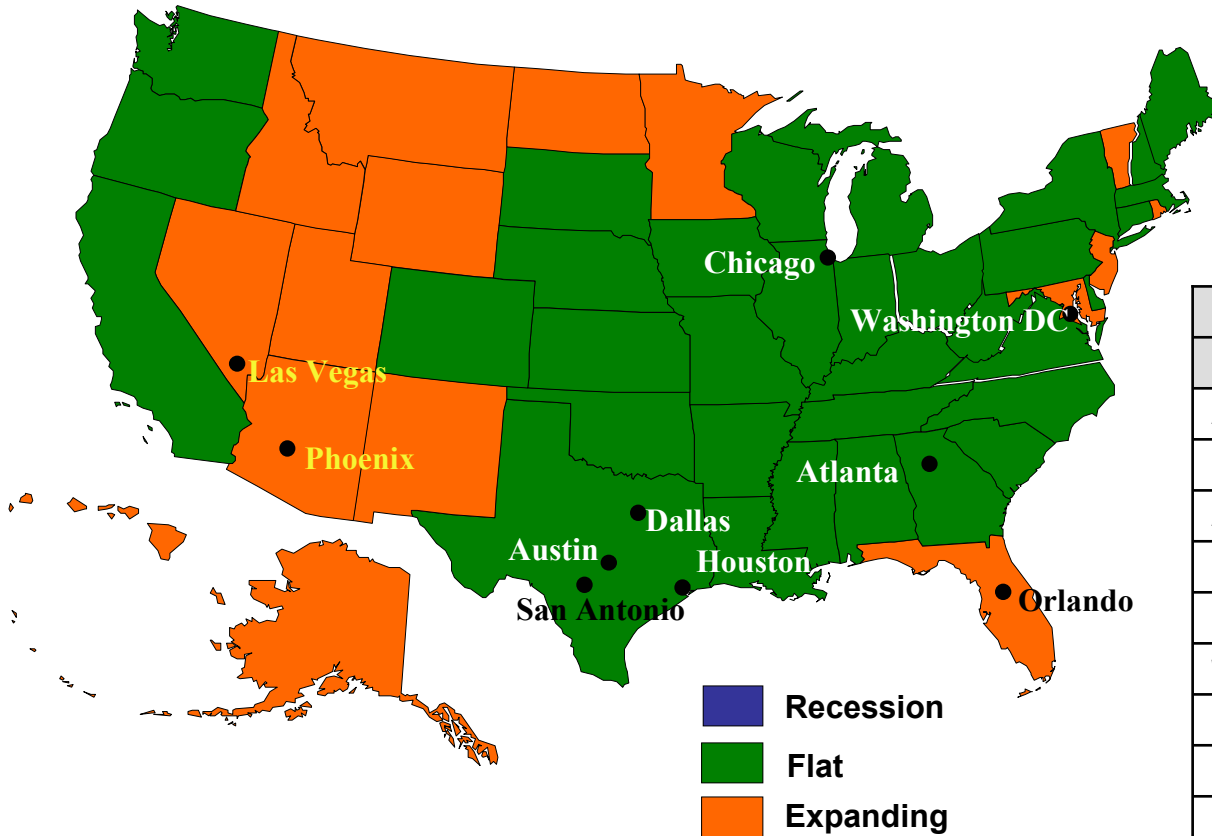 Chicago
Washington DC
Las Vegas
Phoenix
Atlanta
Dallas
Austin
Houston
San Antonio
Orlando
Recession
Flat
Expanding